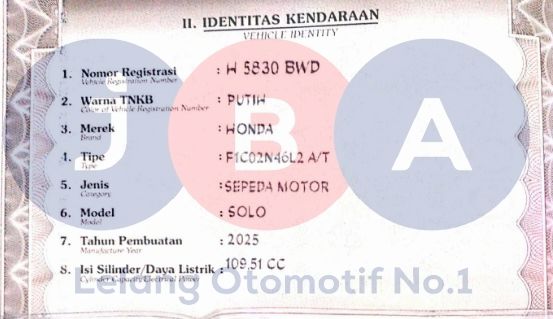 II. IDENTITAS KENDARAAN
VEHICLE IDENTITY
1. Nomor Registrasi : H 5830 BWD
Vehicle Registration Number
2. Warna TNKB : PUTIH
Color of Vehicle Registration Number
3. Merek : HONDA
Brand
4. Tipe : F1C02N46L2 A/T
Type
5. Jenis : SEPEDA MOTOR
Category
6. Model : SOLO
Model
7. Tahun Pembuatan : 2025
Manufacture Year
8. Isi Silinder/Daya Listrik : 109,51 CC
Cylinder Capacity/Electrical Power
JBA
Lelang Otomotif No.1